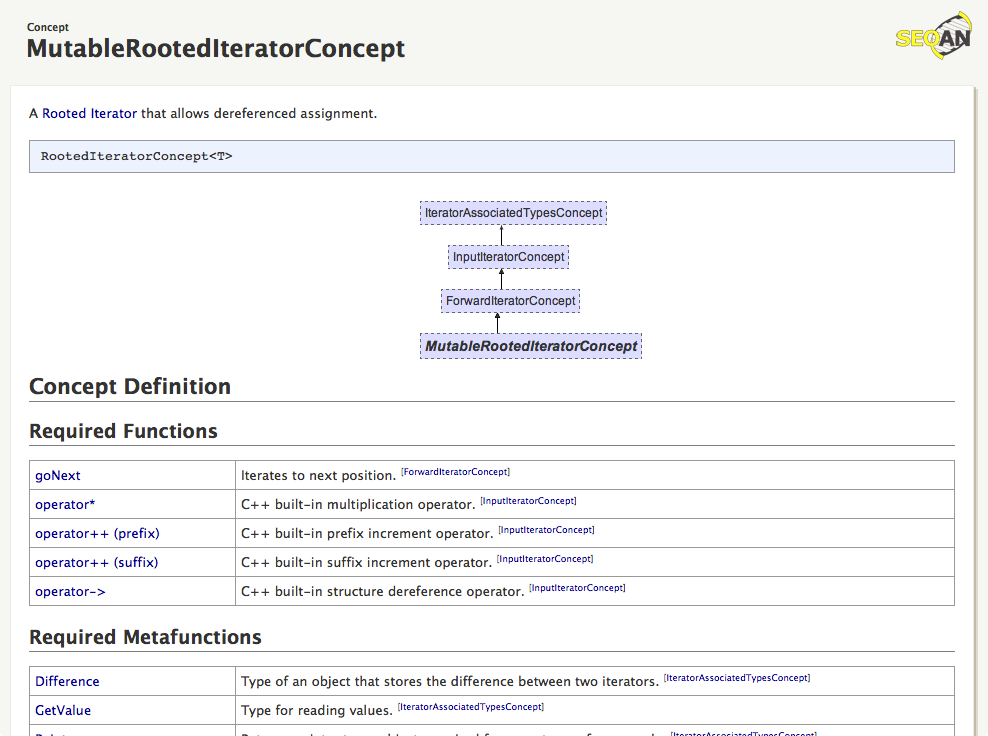 Concept
MutableRootedIteratorConcept
SEQAN
A Rooted Iterator that allows dereferenced assignment.
RootedIteratorConcept<T>
IteratorAssociatedTypesConcept
InputIteratorConcept
ForwardIteratorConcept
MutableRootedIteratorConcept
Concept Definition
Required Functions
goNext Iterates to next position. [ForwardIteratorConcept]
operator* C++ built-in multiplication operator. [InputIteratorConcept]
operator++ (prefix) C++ built-in prefix increment operator. [InputIteratorConcept]
operator++ (suffix) C++ built-in suffix increment operator. [InputIteratorConcept]
operator-> C++ built-in structure dereference operator. [InputIteratorConcept]
Required Metafunctions
Difference Type of an object that stores the difference between two iterators. [IteratorAssociatedTypesConcept]
GetValue Type for reading values. [IteratorAssociatedTypesConcept]
[IteratorAssociatedTypesConcept]